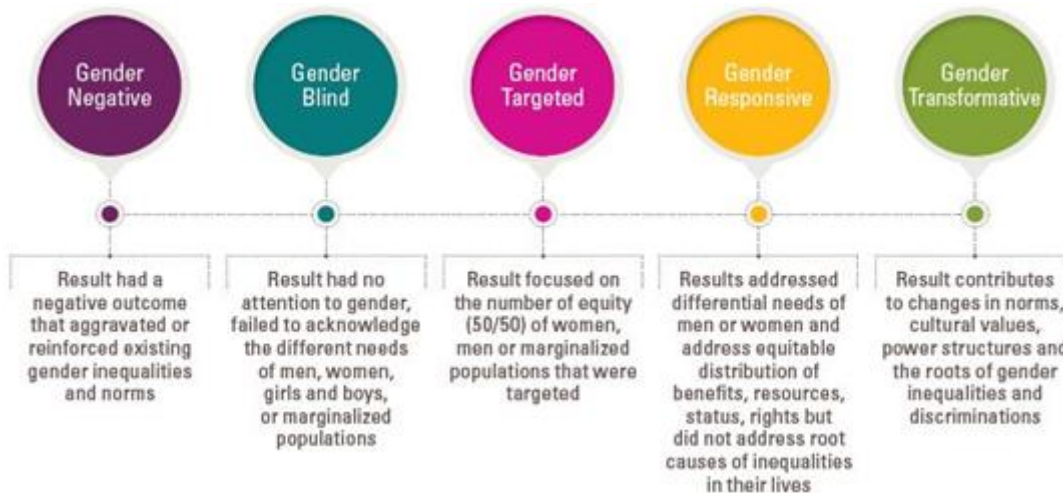 Gender
Negative
Gender
Blind
Gender
Targeted
Gender
Responsive
Gender
Transformative
Result had a
negative outcome
that aggravated or
reinforced existing
gender inequalities
and norms
Result had no
attention to gender,
failed to acknowledge
the different needs
of men, women,
girls and boys,
or marginalized
populations
Result focused on
the number of equity
(50/50) of women,
men or marginalized
populations that were
targeted
Results addressed
differential needs of
men or women and
address equitable
distribution of
benefits, resources,
status, rights but
did not address root
causes of inequalities
in their lives
Result contributes
to changes in norms,
cultural values,
power structures and
the roots of gender
inequalities and
discriminations